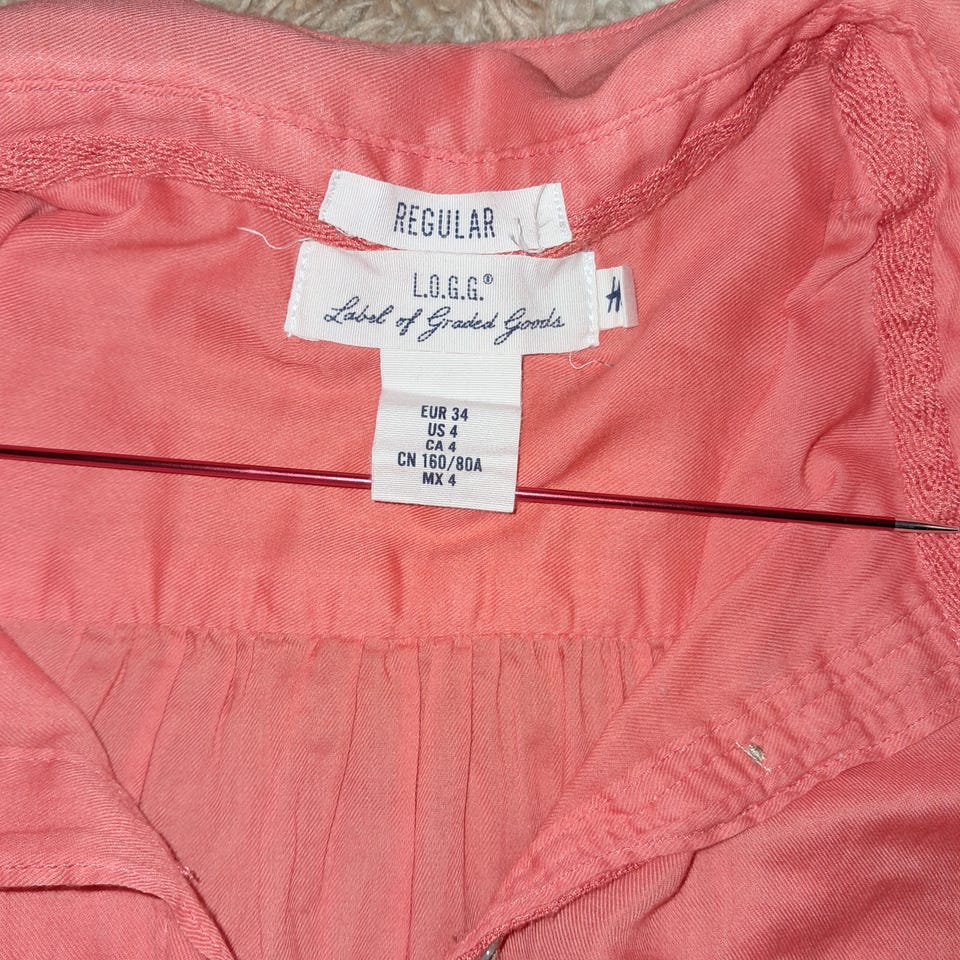 REGULAR
L.O.G.G.®
Label of Graded Goods
H
EUR 34
US 4
CA 4
CN 160/80A
MX 4